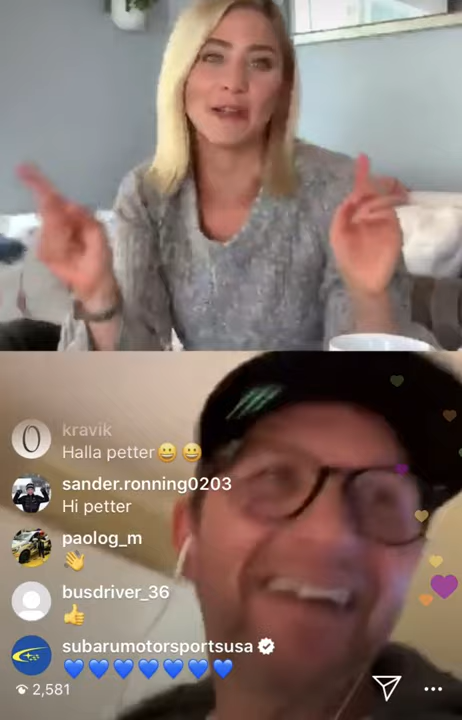 kravik
Halla petter😀 😀
sander.ronning0203
Hi petter
paolog_m
👋
busdriver_36
👍
subarumotorsportsusa
💙💙💙💙💙💙💙
2,581